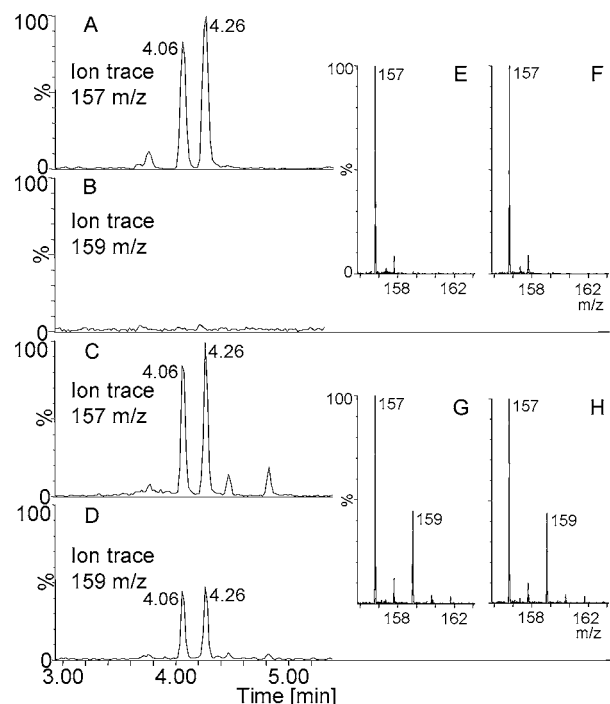 100
A
4.06
4.26
Ion trace
157 m/z
%
0
100
B
Ion trace
159 m/z
%
0
100
C
4.06
4.26
Ion trace
157 m/z
%
0
100
D
Ion trace
159 m/z
4.06
4.26
%
0
3.00 4.00 5.00
Time [min]
100
157
E
%
0
158 162
157
F
158 162
m/z
100
157
G
%
159
0
158 162
157
H
159
158 162
m/z